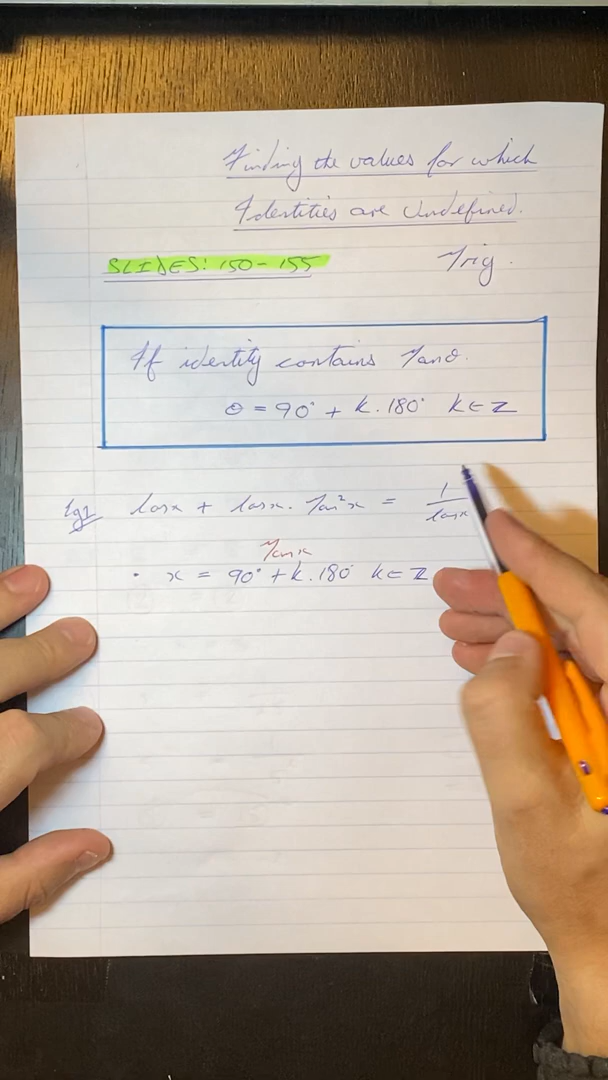 Finding the values for which
Identities are Undefined.
SLIDES: 150-155 Trig.
If identity contains Tanθ.
θ = 90° + k.180° k∈Z
Eg1 Cosx + Cosx. Tan²x = 1/Cosx
Tanx
• x = 90° + k.180° k∈Z